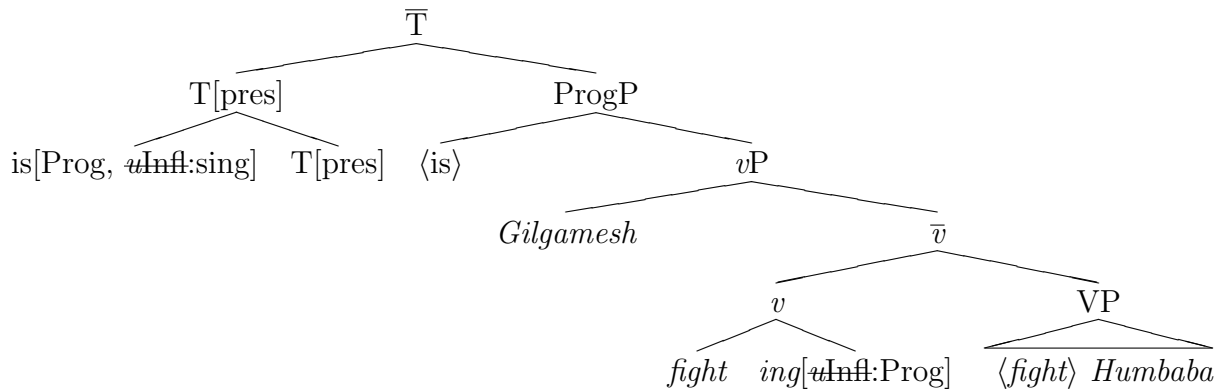 T̅
T[pres] ProgP
is[Prog, uInfl:sing] T[pres] ⟨is⟩ vP
Gilgamesh v̅
v VP
fight ing[uInfl:Prog] ⟨fight⟩ Humbaba